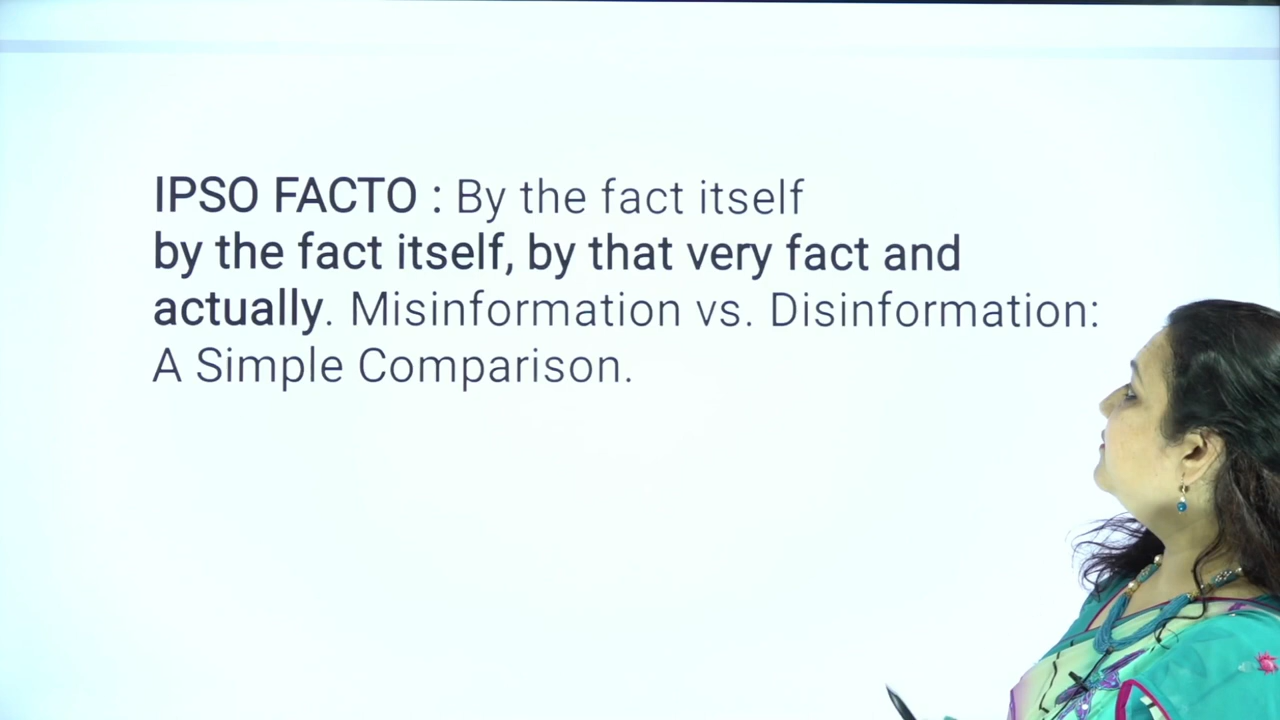 IPSO FACTO : By the fact itself
by the fact itself, by that very fact and
actually. Misinformation vs. Disinformation:
A Simple Comparison.